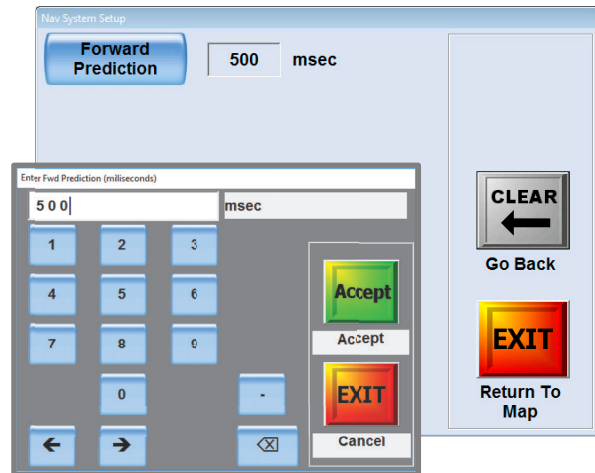 Nav System Setup
Forward
Prediction
500 msec
Enter Fwd Prediction (miliseconds)
500 msec
1 2 3
4 5 6
7 8 9
0 -
Accept
Accept
EXIT
Cancel
CLEAR
Go Back
EXIT
Return To
Map